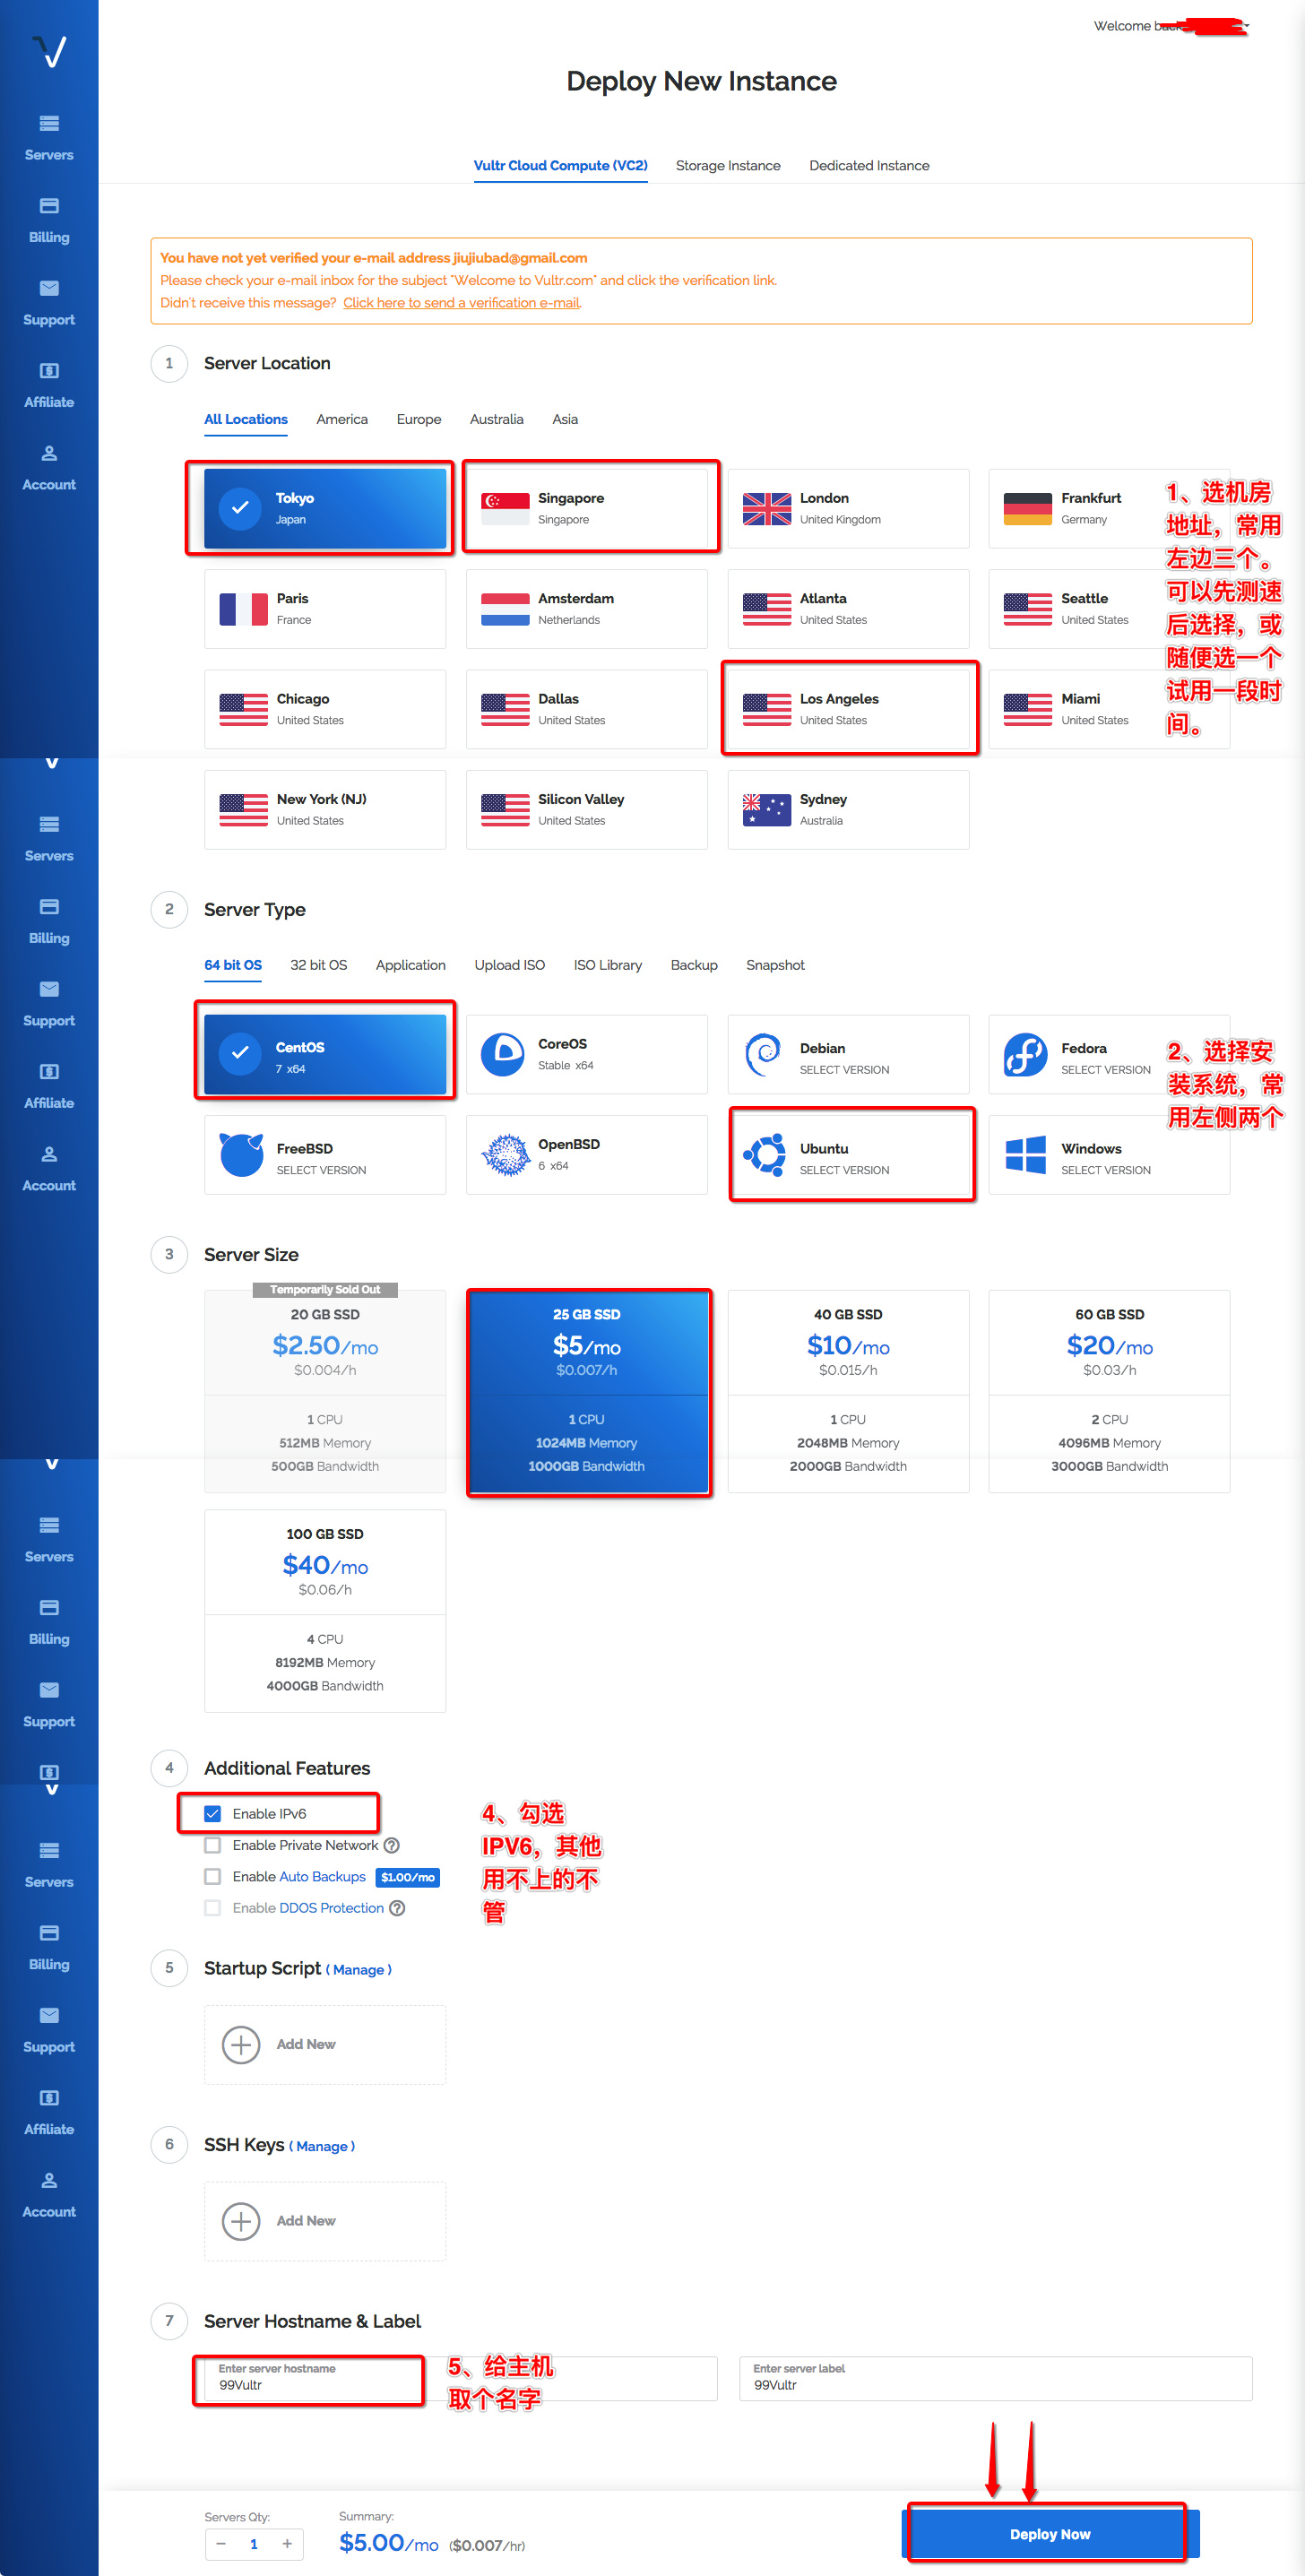 Welcome back
Deploy New Instance
Servers
Billing
Support
Affiliate
Account
Vultr Cloud Compute (VC2)
Storage Instance
Dedicated Instance
You have not yet verified your e-mail address jiujiubad@gmail.com
Please check your e-mail inbox for the subject "Welcome to Vultr.com" and click the verification link.
Didn't receive this message? Click here to send a verification e-mail.
1
Server Location
All Locations
America
Europe
Australia
Asia
Tokyo
Japan
Singapore
Singapore
London
United Kingdom
Frankfurt
Germany
Paris
France
Amsterdam
Netherlands
Atlanta
United States
Seattle
United States
Chicago
United States
Dallas
United States
Los Angeles
United States
Miami
United States
New York (NJ)
United States
Silicon Valley
United States
Sydney
Australia
1、选机房
地址，常用
左边三个。
可以先测速
后选择，或
随便选一个
试用一段时
间。
Servers
Billing
Support
Affiliate
Account
2
Server Type
64 bit OS
32 bit OS
Application
Upload ISO
ISO Library
Backup
Snapshot
CentOS
7 x64
CoreOS
Stable x64
Debian
SELECT VERSION
Fedora
SELECT VERSION
FreeBSD
SELECT VERSION
OpenBSD
6 x64
Ubuntu
SELECT VERSION
Windows
SELECT VERSION
2、选择安
装系统，常
用左侧两个
3
Server Size
Temporarily Sold Out
20 GB SSD
$2.50/mo
$0.004/h
1 CPU
512MB Memory
500GB Bandwidth
25 GB SSD
$5/mo
$0.007/h
1 CPU
1024MB Memory
1000GB Bandwidth
40 GB SSD
$10/mo
$0.015/h
1 CPU
2048MB Memory
2000GB Bandwidth
60 GB SSD
$20/mo
$0.03/h
2 CPU
4096MB Memory
3000GB Bandwidth
100 GB SSD
$40/mo
$0.06/h
4 CPU
8192MB Memory
4000GB Bandwidth
Servers
Billing
Support
4
Additional Features
Enable IPv6
Enable Private Network
Enable Auto Backups $1.00/mo
Enable DDOS Protection
4、勾选
IPV6，其他
用不上的不
管
Servers
Billing
Support
Affiliate
Account
5
Startup Script ( Manage )
Add New
6
SSH Keys ( Manage )
Add New
7
Server Hostname & Label
Enter server hostname
99Vultr
5、给主机
取个名字
Enter server label
99Vultr
Servers Qty:
− 1 +
Summary:
$5.00/mo ($0.007/hr)
Deploy Now